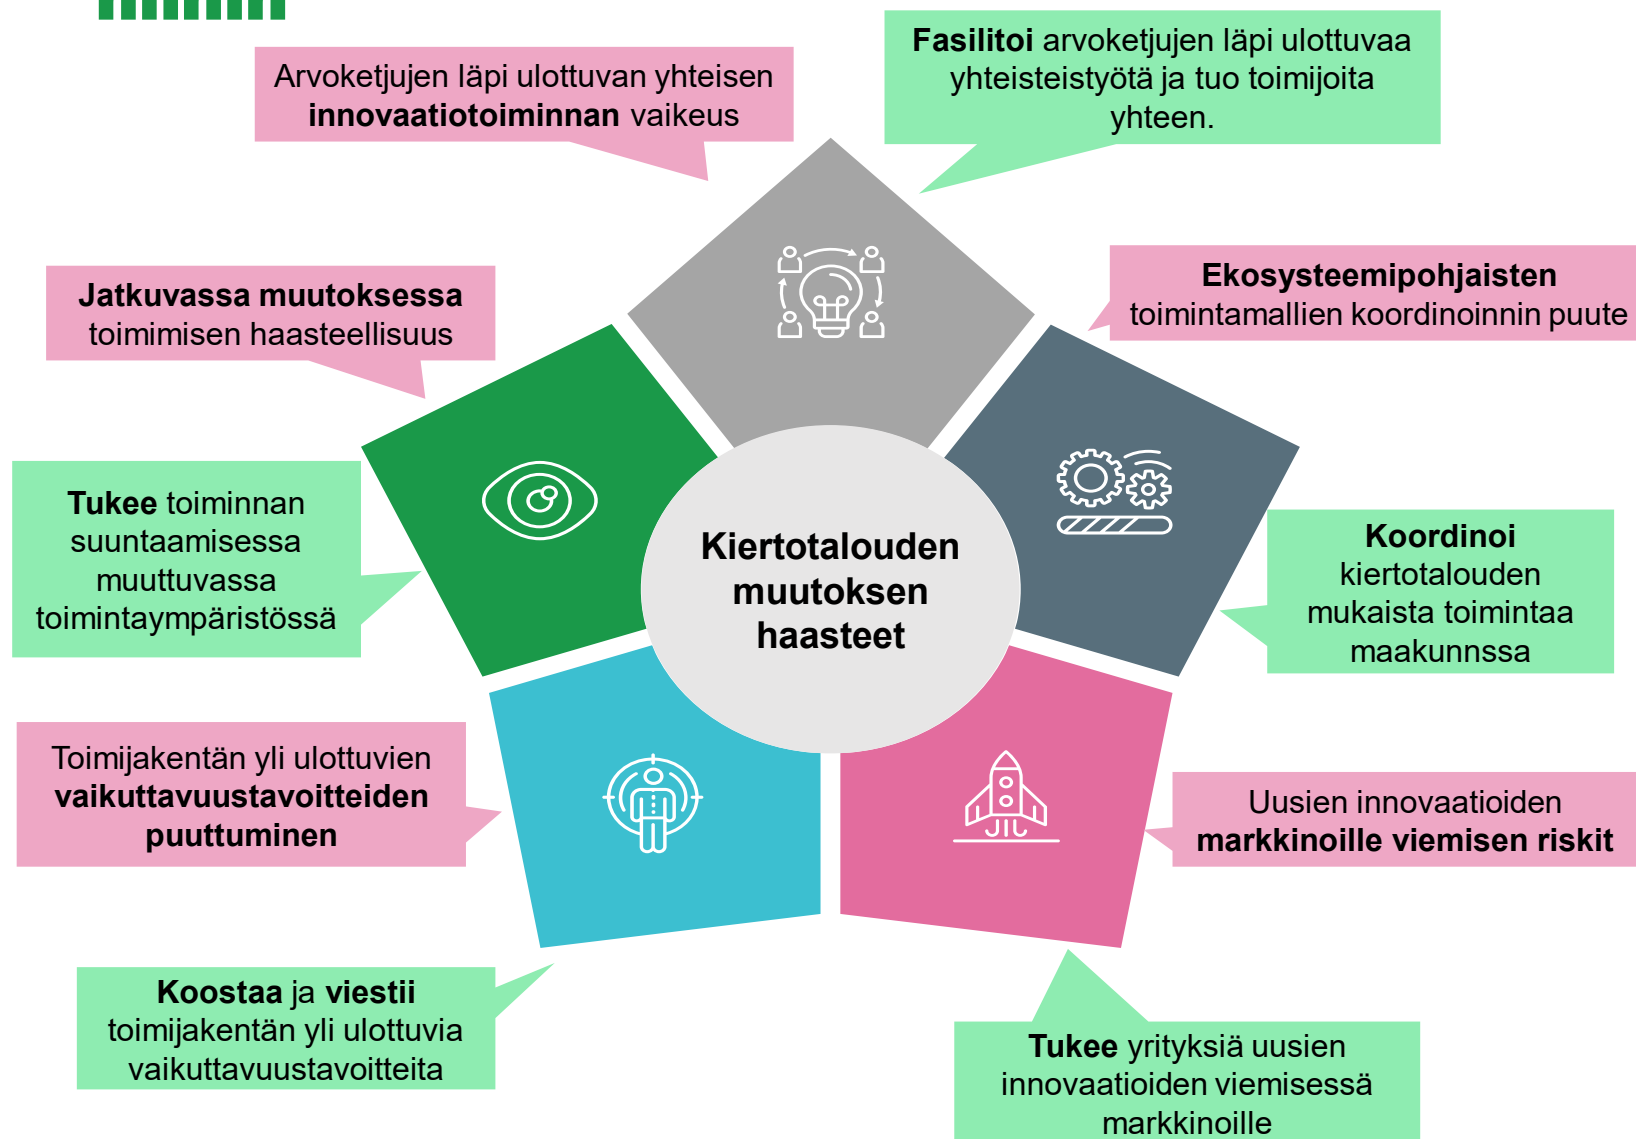 Arvoketjujen läpi ulottuvan yhteisen
innovaatiotoiminnan vaikeus
Fasilitoi arvoketjujen läpi ulottuvaa
yhteisteistyötä ja tuo toimijoita
yhteen.
Jatkuvassa muutoksessa
toimimisen haasteellisuus
Ekosysteemipohjaisten
toimintamallien koordinoinnin puute
Tukee toiminnan
suuntaamisessa
muuttuvassa
toimintaympäristössä
Kiertotalouden
muutoksen
haasteet
Koordinoi
kiertotalouden
mukaista toimintaa
maakunnssa
Toimijakentän yli ulottuvien
vaikuttavuustavoitteiden
puuttuminen
Uusien innovaatioiden
markkinoille viemisen riskit
Koostaa ja viestii
toimijakentän yli ulottuvia
vaikuttavuustavoitteita
Tukee yrityksiä uusien
innovaatioiden viemisessä
markkinoille